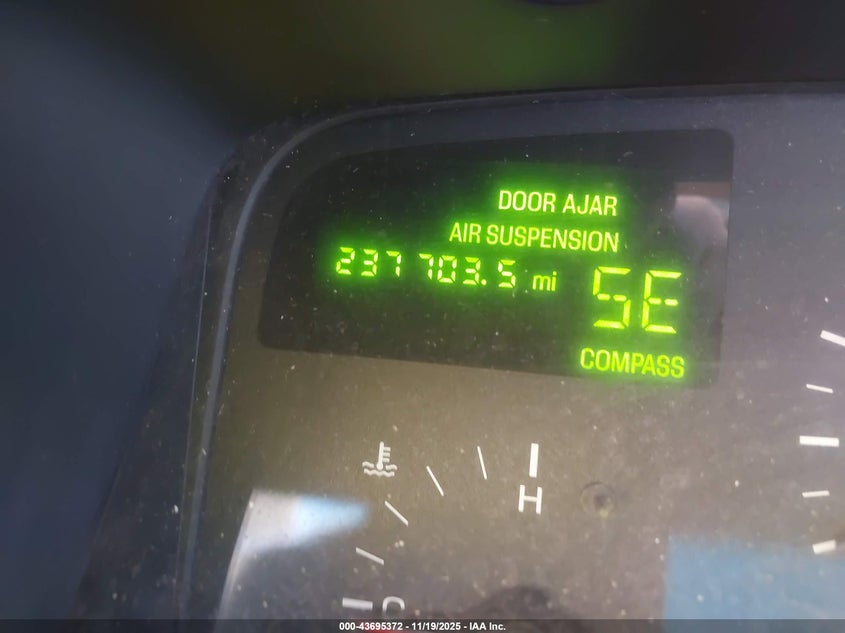 DOOR AJAR
AIR SUSPENSION
237703.5 mi
SE
COMPASS
H
C
000-43695372 - 11/19/2025 - IAA Inc.